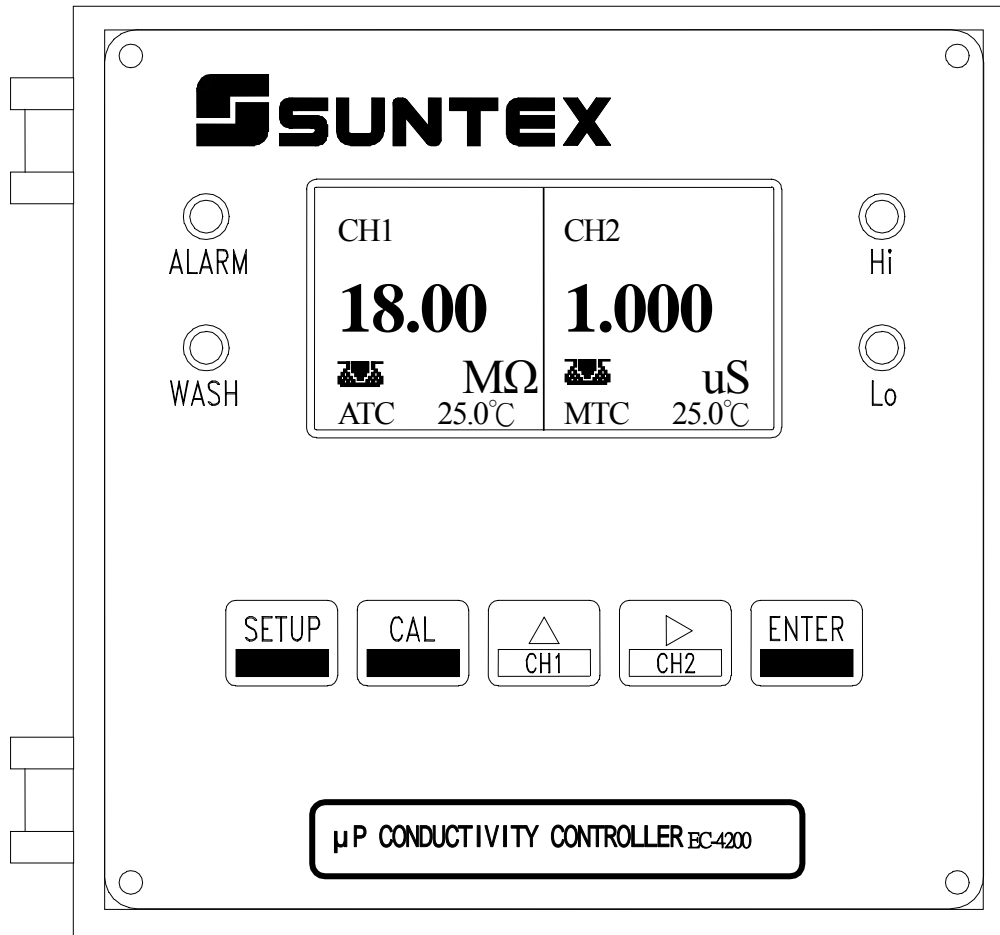 SUNTEX
ALARM
WASH
CH1
18.00
MΩ
ATC 25.0℃
CH2
1.000
uS
MTC 25.0℃
Hi
Lo
SETUP
CAL
CH1
CH2
ENTER
µP CONDUCTIVITY CONTROLLER EC-4200